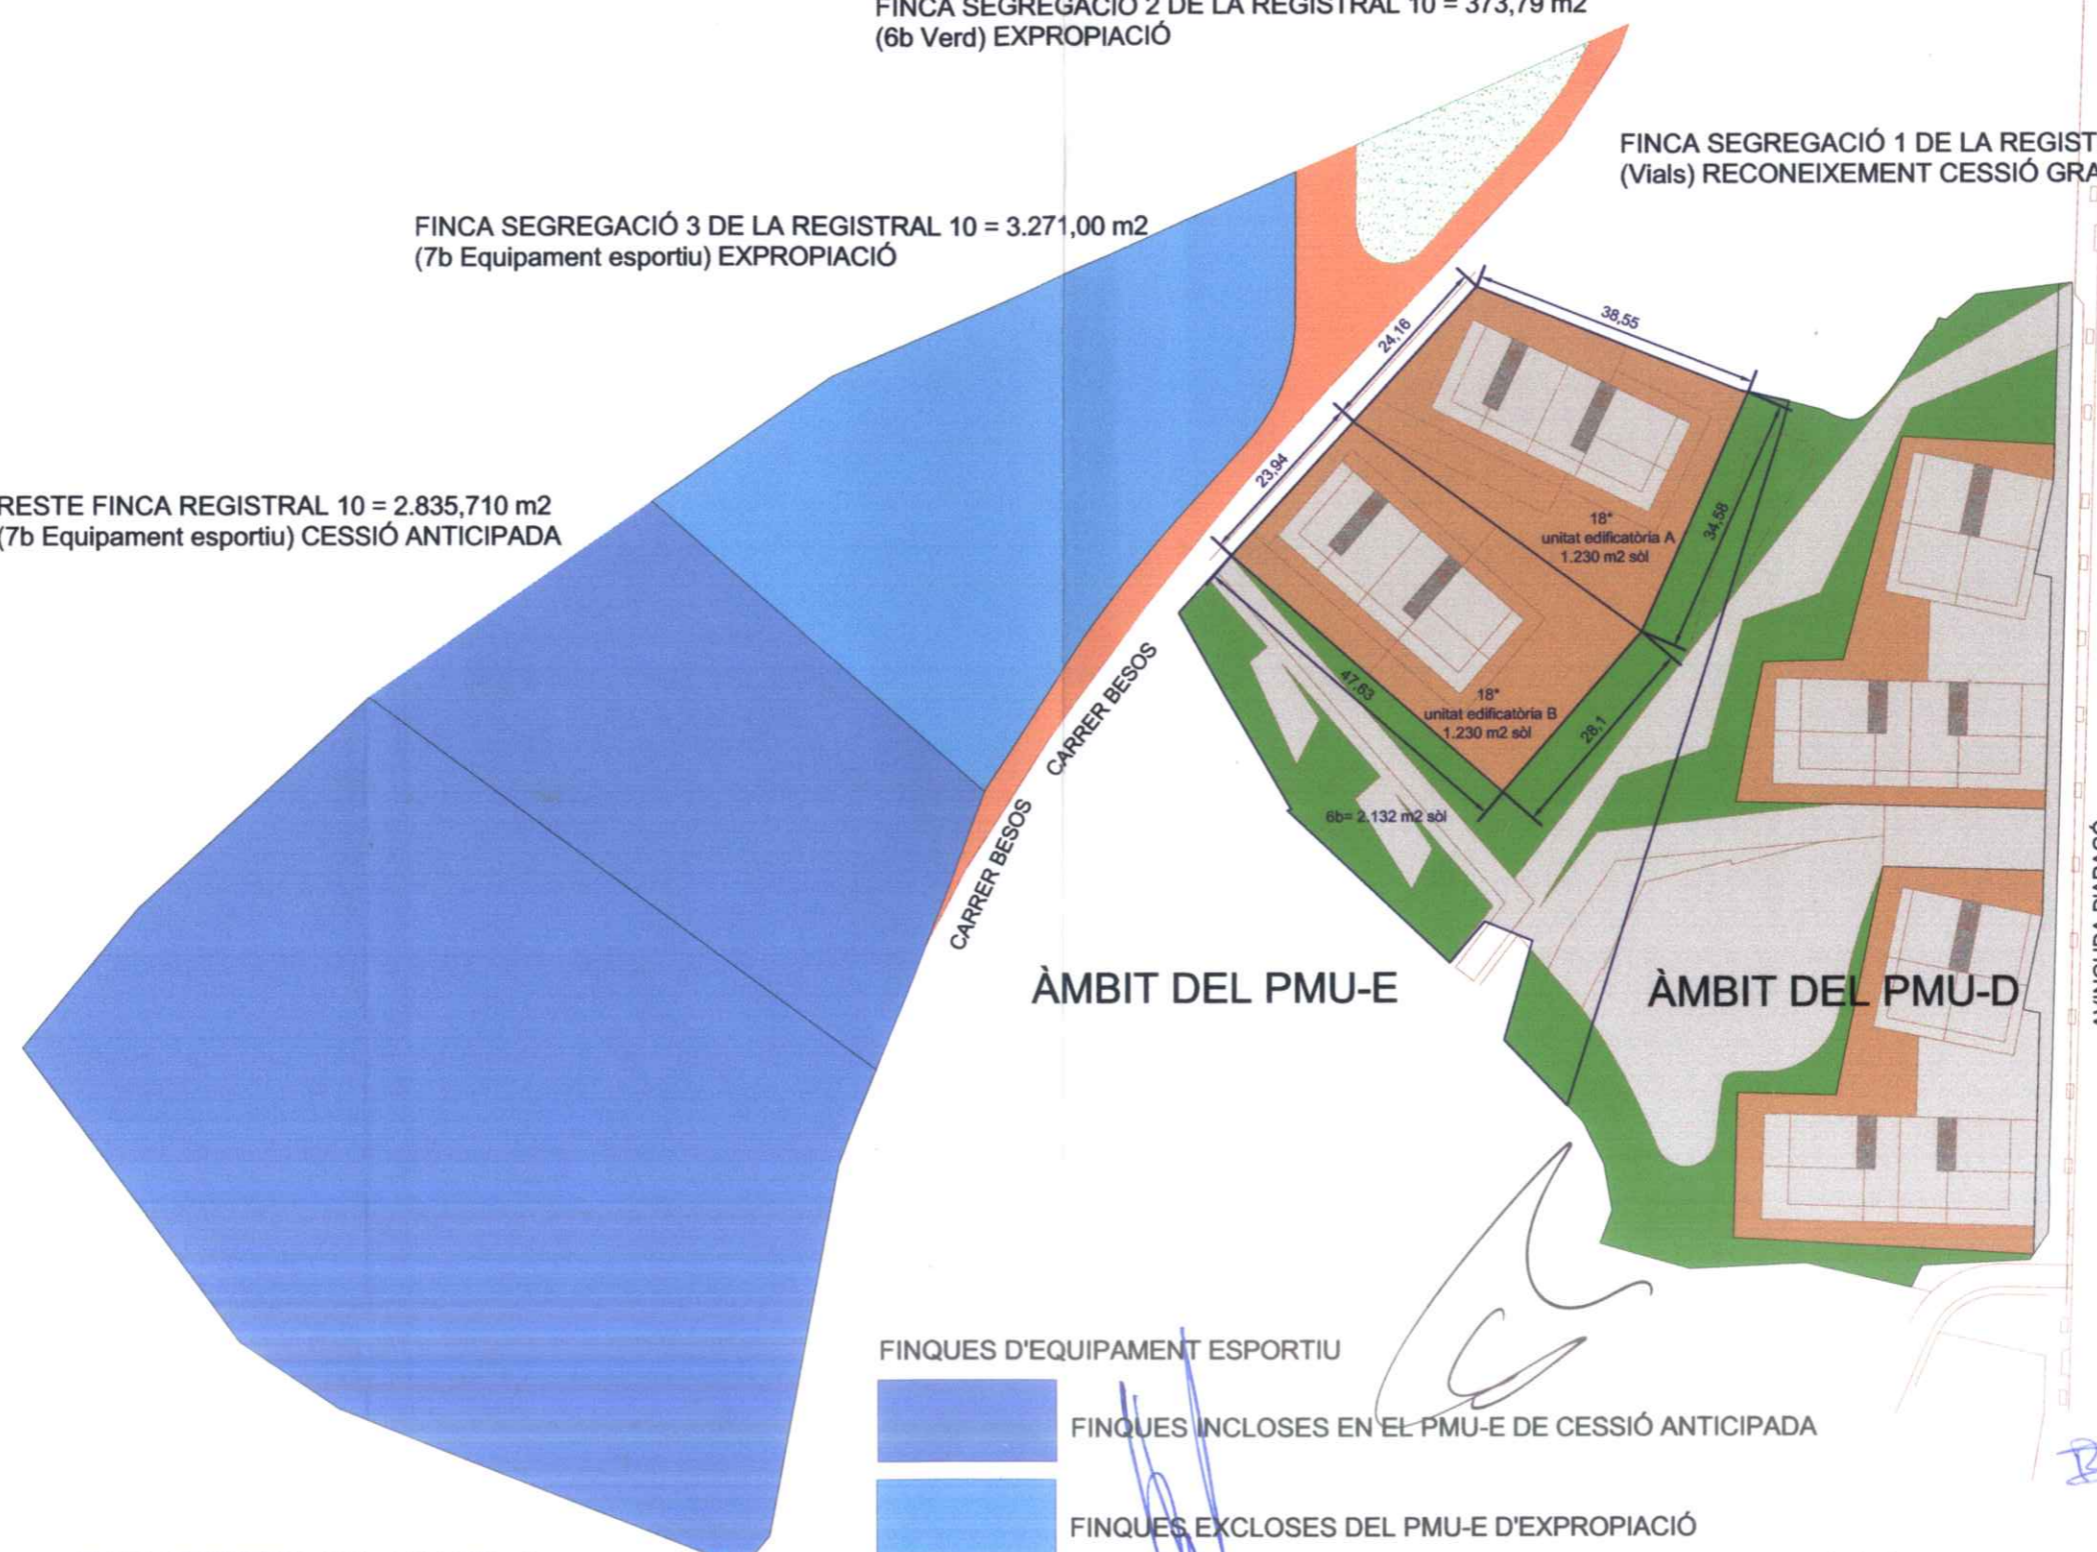 FINCA SEGREGACIÓ 2 DE LA REGISTRAL 10 = 373,79 m2
(6b Verd) EXPROPIACIÓ
FINCA SEGREGACIÓ 1 DE LA REGIST
(Vials) RECONEIXEMENT CESSIÓ GRA
FINCA SEGREGACIÓ 3 DE LA REGISTRAL 10 = 3.271,00 m2
(7b Equipament esportiu) EXPROPIACIÓ
38,55
24,16
23,94
RESTE FINCA REGISTRAL 10 = 2.835,710 m2
(7b Equipament esportiu) CESSIÓ ANTICIPADA
18*
unitat edificatòria A
1.230 m2 sòl
34,58
47,63
18*
unitat edificatòria B
1.230 m2 sòl
28,1
CARRER BESOS
CARRER BESOS
6b= 2.132 m2 sòl
ÀMBIT DEL PMU-E
ÀMBIT DEL PMU-D
FINQUES D'EQUIPAMENT ESPORTIU
FINQUES INCLOSES EN EL PMU-E DE CESSIÓ ANTICIPADA
FINQUES EXCLOSES DEL PMU-E D'EXPROPIACIÓ